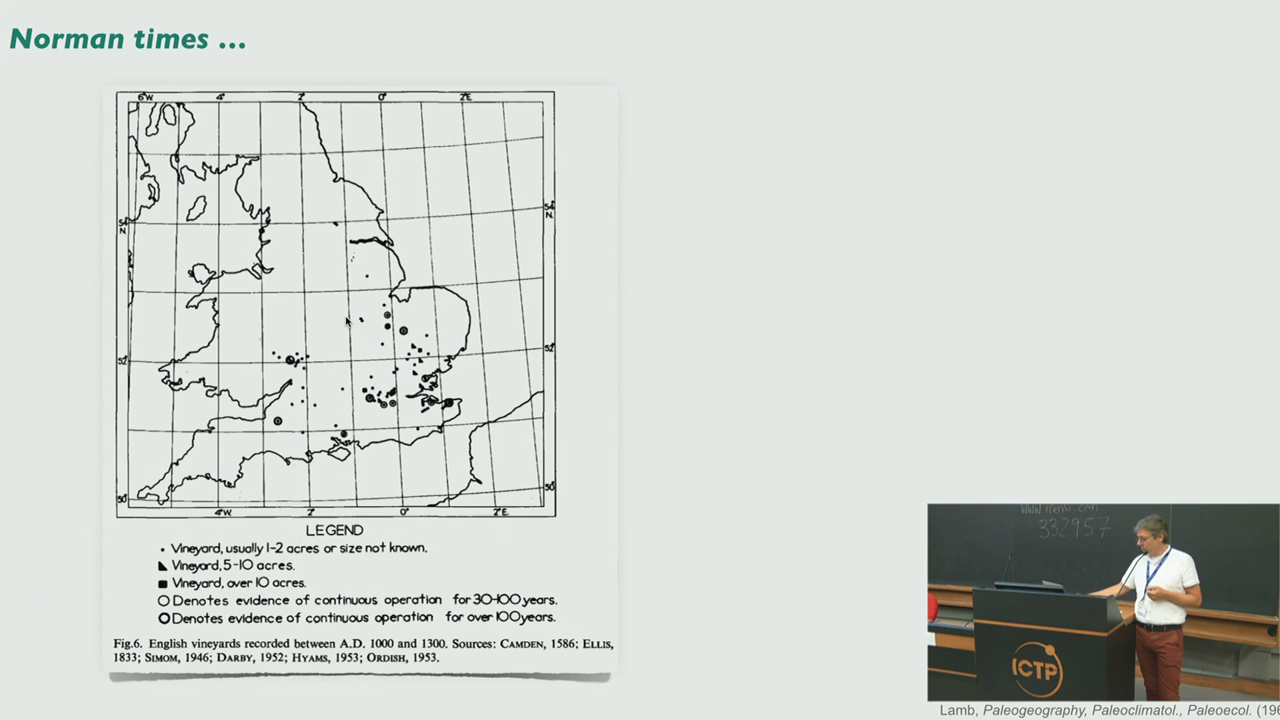 Norman times ...
6°W 4° 2° 0° 2°E
54 N
54 N
52
52
50
50
4°W. 2° 0° 2°E.
LEGEND
• Vineyard, usually 1-2 acres or size not known.
Vineyard, 5-10 acres.
■ Vineyard, over 10 acres.
Denotes evidence of continuous operation for 30-100 years.
Denotes evidence of continuous operation for over 100 years.
Fig.6. English vineyards recorded between A.D. 1000 and 1300. Sources: CAMDEN, 1586; ELLIS,
1833; SIMOM, 1946; DARBY, 1952; HYAMS, 1953; ORDISH, 1953.
332957
ICTP
Lamb, Paleogeography, Paleoclimatol., Paleoecol. (196